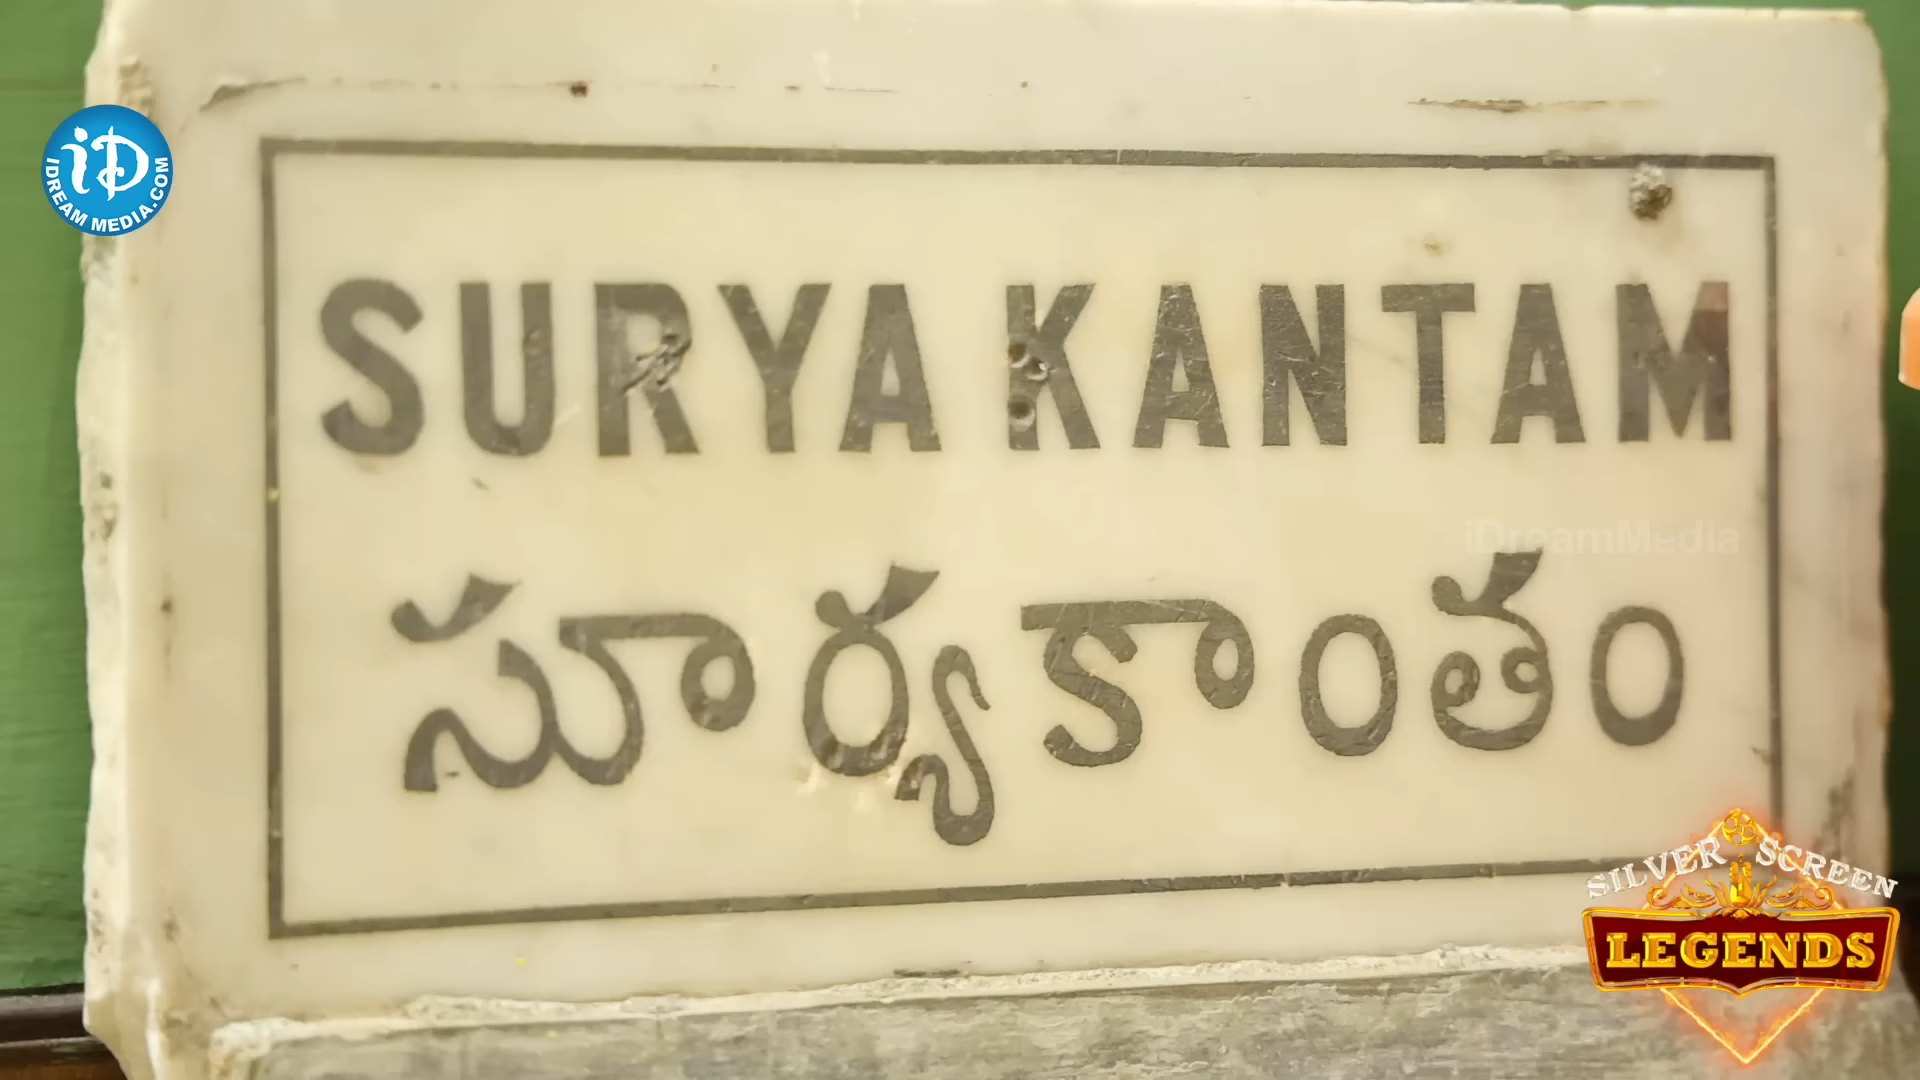 iD
IDREAM MEDIA.COM
SURYA KANTAM
iDreamMedia
సూర్యకాంతం
SILVER SCREEN
LEGENDS